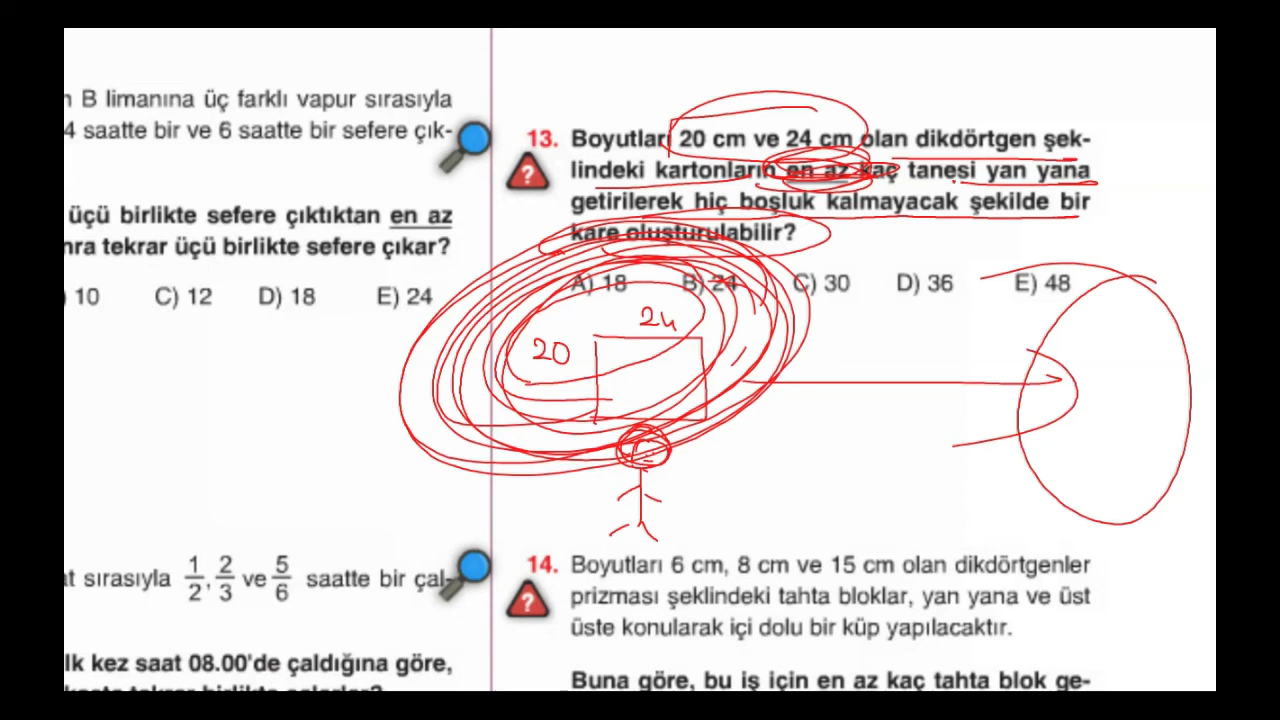 B limanına üç farklı vapur sırasıyla
4 saatte bir ve 6 saatte bir sefere çık-
üçü birlikte sefere çıktıktan en az
tekrar üçü birlikte sefere çıkar?
) 10 C) 12 D) 18 E) 24
sırasıyla 1/2, 2/3 ve 5/6 saatte bir çal-
kez saat 08.00'de çaldığına göre,
13. Boyutları 20 cm ve 24 cm olan dikdörtgen şek-
lindeki kartonların en az kaç tanesi yan yana
getirilerek hiç boşluk kalmayacak şekilde bir
kare oluşturulabilir?
A) 18 B) 24 C) 30 D) 36 E) 48
24
20
14. Boyutları 6 cm, 8 cm ve 15 cm olan dikdörtgenler
prizması şeklindeki tahta bloklar, yan yana ve üst
üste konularak içi dolu bir küp yapılacaktır.
Buna göre, bu iş için en az kaç tahta blok ge-